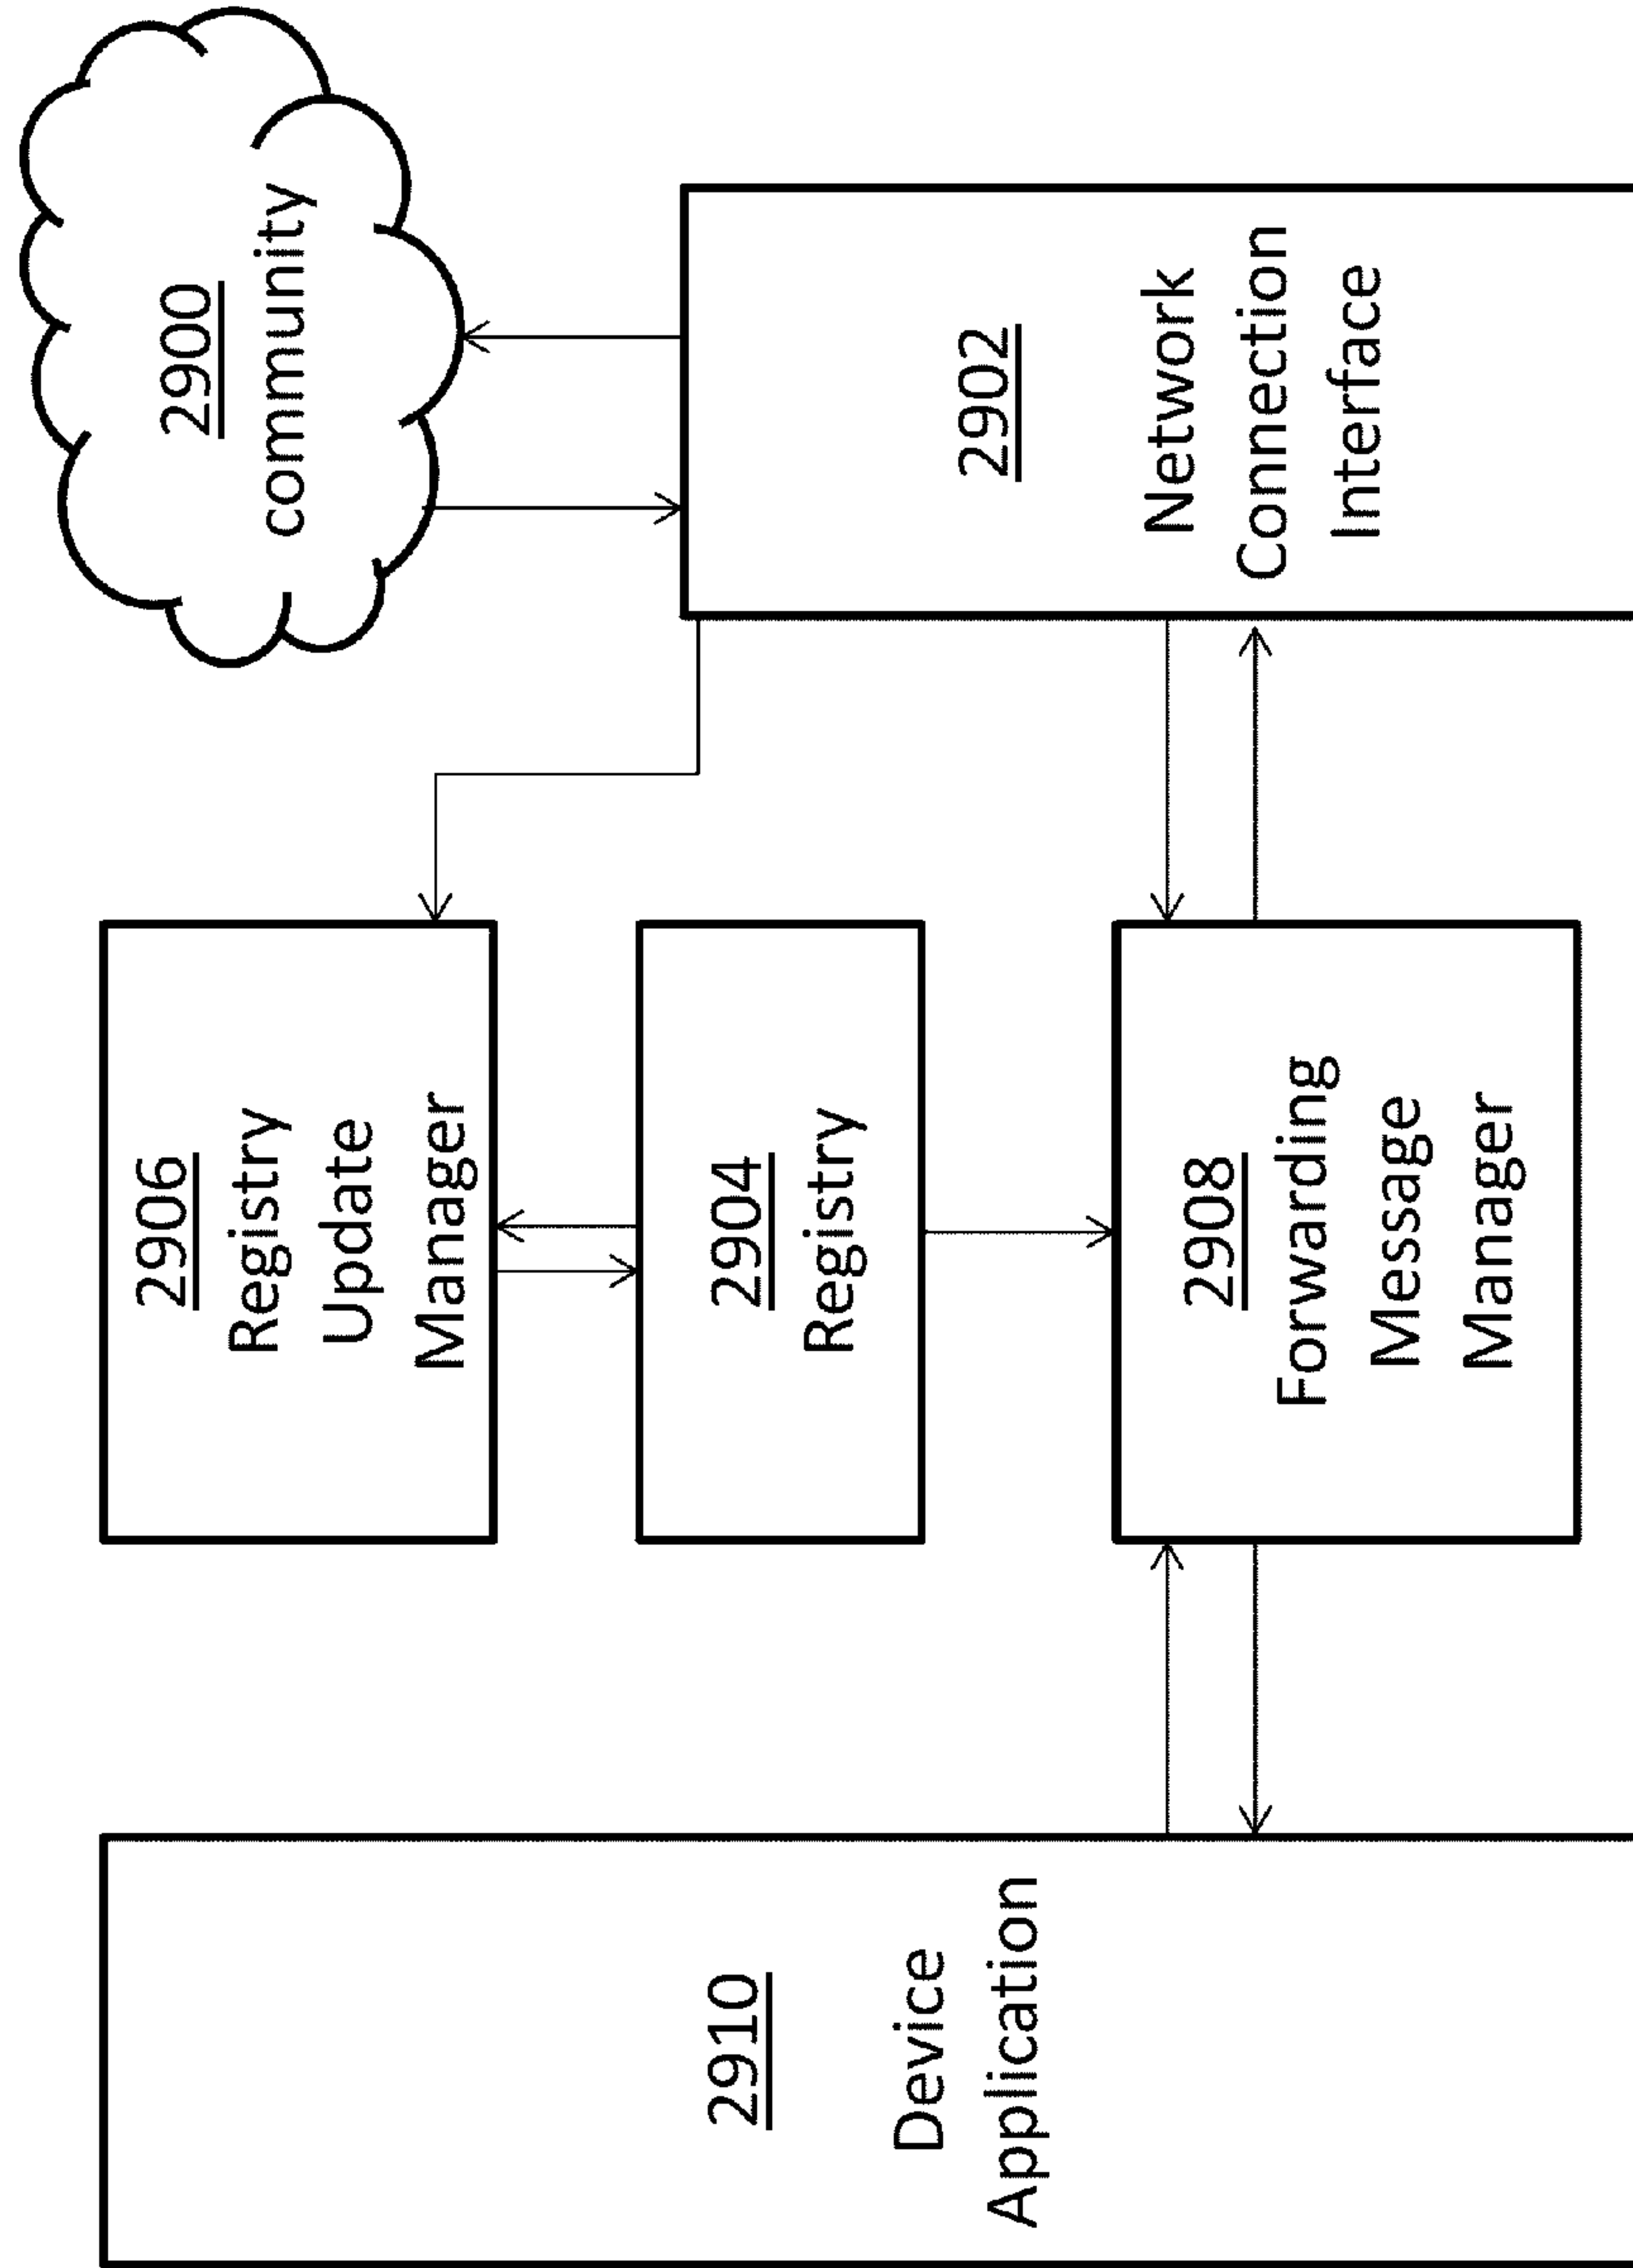 2900
community
2902
Network
Connection
Interface
2906
Registry
Update
Manager
2904
Registry
2908
Forwarding
Message
Manager
2910
Device
Application